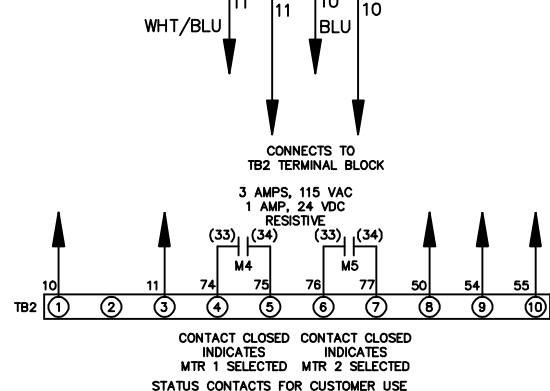 11
10
WHT/BLU
11
BLU
10
CONNECTS TO
TB2 TERMINAL BLOCK
3 AMPS, 115 VAC
1 AMP, 24 VDC
RESISTIVE
(33) (34) (33) (34)
M4 M5
10 11 74 75 76 77 50 54 55
TB2 1 2 3 4 5 6 7 8 9 10
CONTACT CLOSED CONTACT CLOSED
INDICATES INDICATES
MTR 1 SELECTED MTR 2 SELECTED
STATUS CONTACTS FOR CUSTOMER USE